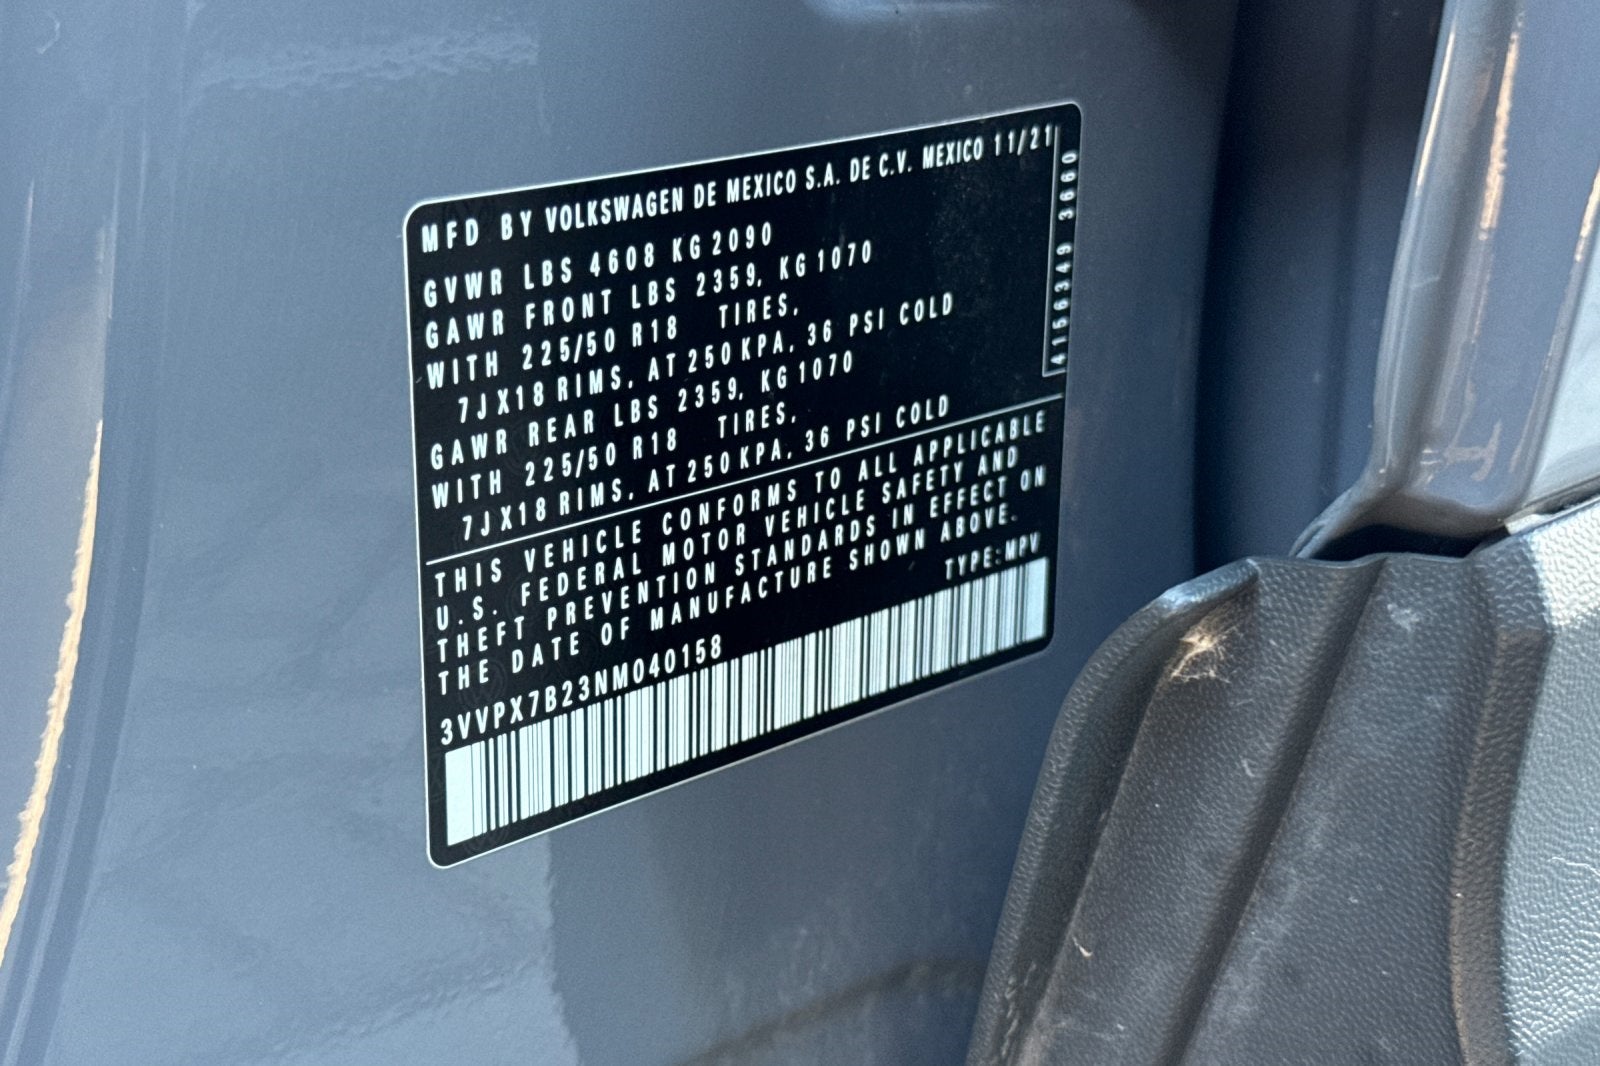 MFD BY VOLKSWAGEN DE MEXICO S.A. DE C.V. MEXICO 11/21
GVWR LBS 4608 KG 2090
GAWR FRONT LBS 2359, KG 1070
WITH 225/50 R18 TIRES,
7JX18 RIMS, AT 250 KPA, 36 PSI COLD
GAWR REAR LBS 2359, KG 1070
WITH 225/50 R18 TIRES,
7JX18 RIMS, AT 250 KPA, 36 PSI COLD
4156349 3660
THIS VEHICLE CONFORMS TO ALL APPLICABLE
U.S. FEDERAL MOTOR VEHICLE SAFETY AND
THEFT PREVENTION STANDARDS IN EFFECT ON
THE DATE OF MANUFACTURE SHOWN ABOVE.
3VVPX7B23NM040158 TYPE:MPV